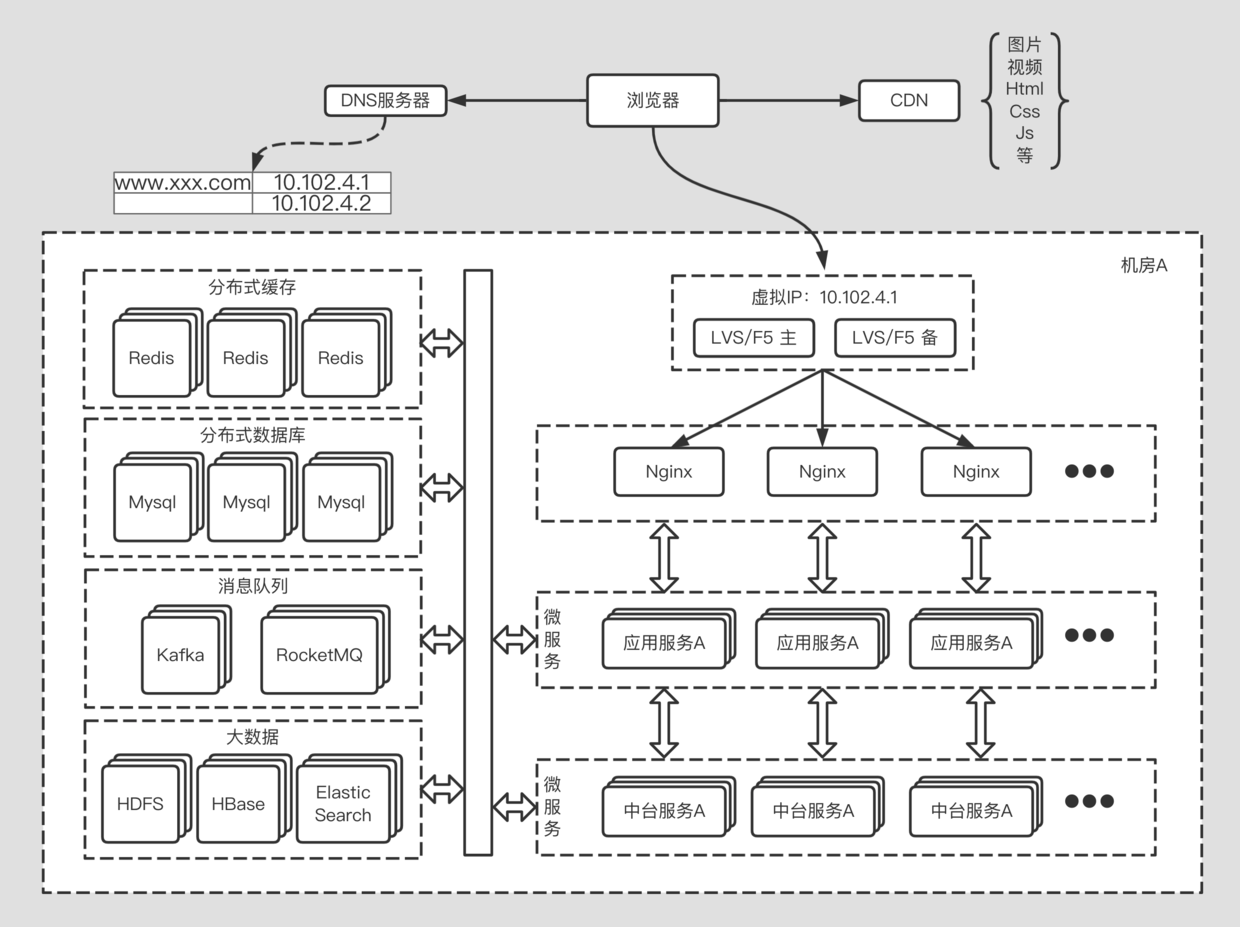 图片
视频
Html
Css
Js
等
DNS服务器
浏览器
CDN
www.xxx.com 10.102.4.1
10.102.4.2
机房A
分布式缓存
Redis Redis Redis
分布式数据库
Mysql Mysql Mysql
消息队列
Kafka RocketMQ
大数据
HDFS HBase Elastic
Search
虚拟IP：10.102.4.1
LVS/F5 主 LVS/F5 备
Nginx Nginx Nginx
微
服
务
应用服务A 应用服务A 应用服务A
微
服
务
中台服务A 中台服务A 中台服务A